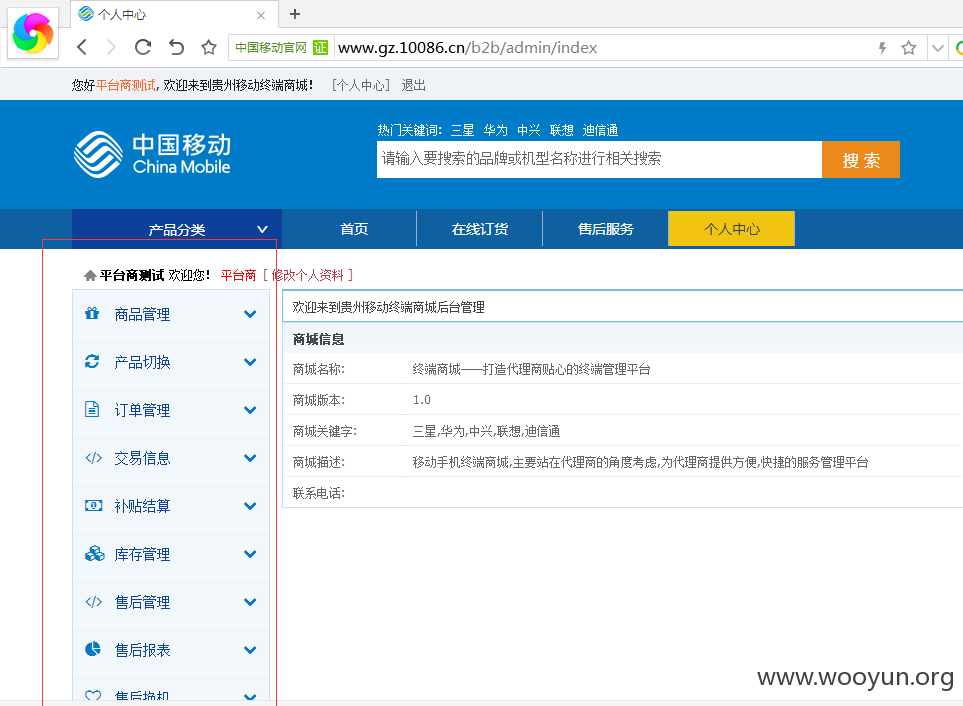 个人中心
中国移动官网 证 www.gz.10086.cn/b2b/admin/index
您好平台商测试, 欢迎来到贵州移动终端商城! [个人中心] 退出
中国移动
China Mobile
热门关键词: 三星 华为 中兴 联想 迪信通
请输入要搜索的品牌或机型名称进行相关搜索 搜 索
产品分类 首页 在线订货 售后服务 个人中心
平台商测试 欢迎您! 平台商 [ 修改个人资料 ]
商品管理
产品切换
订单管理
交易信息
补贴结算
库存管理
售后管理
售后报表
售后换机
欢迎来到贵州移动终端商城后台管理
商城信息
商城名称: 终端商城——打造代理商贴心的终端管理平台
商城版本: 1.0
商城关键字: 三星,华为,中兴,联想,迪信通
商城描述: 移动手机终端商城,主要站在代理商的角度考虑,为代理商提供方便,快捷的服务管理平台
联系电话:
www.wooyun.org